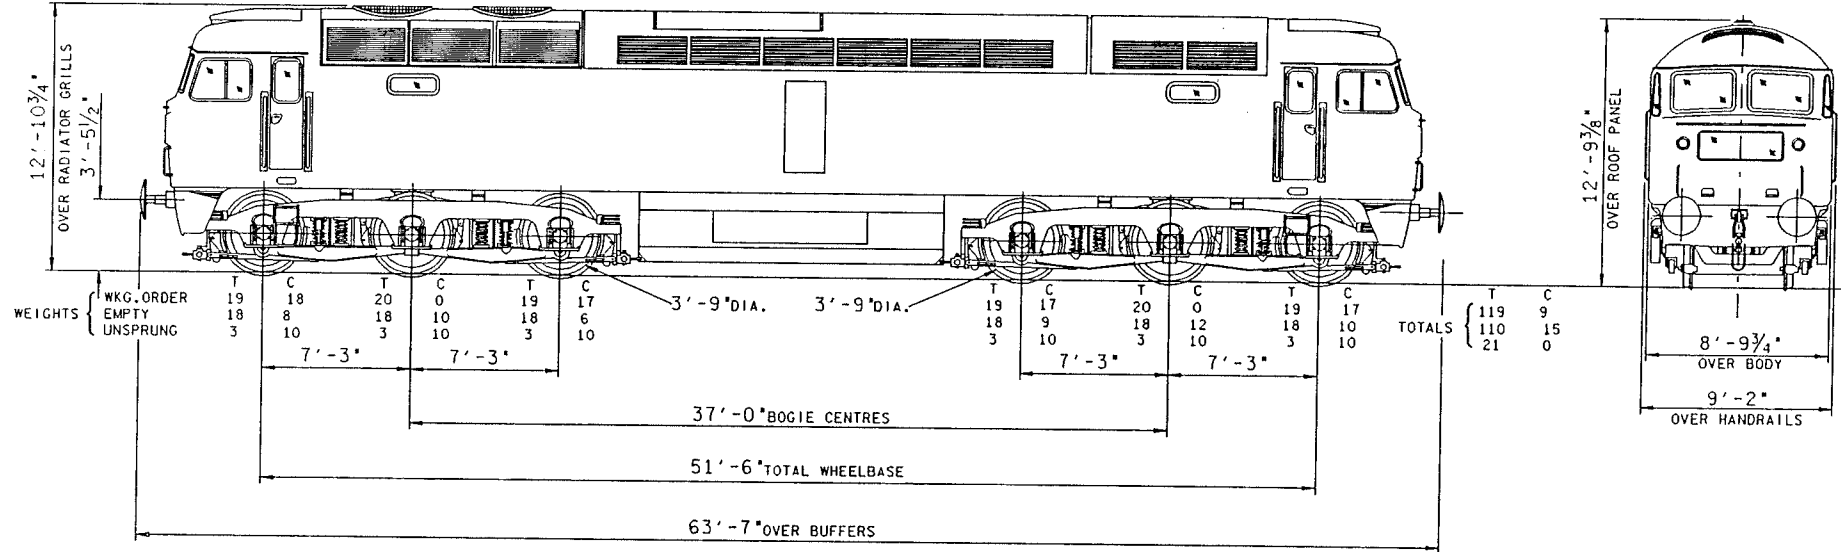 12'-10¾"
OVER RADIATOR GRILLS
3'-5½"
12'-9⅜"
OVER ROOF PANEL
WEIGHTS { WKG.ORDER EMPTY UNSPRUNG
T C T C T C T C T C T C
19 18 20 0 19 17 19 17 20 0 19 17
18 8 18 10 18 6 18 9 18 12 18 10
3 10 3 10 3 10 3 10 3 10 3 10
3'-9"DIA. 3'-9"DIA.
T C
TOTALS { 119 9
110 15
21 0
7'-3" 7'-3" 7'-3" 7'-3"
8'-9¾"
OVER BODY
9'-2"
OVER HANDRAILS
37'-0"BOGIE CENTRES
51'-6"TOTAL WHEELBASE
63'-7"OVER BUFFERS